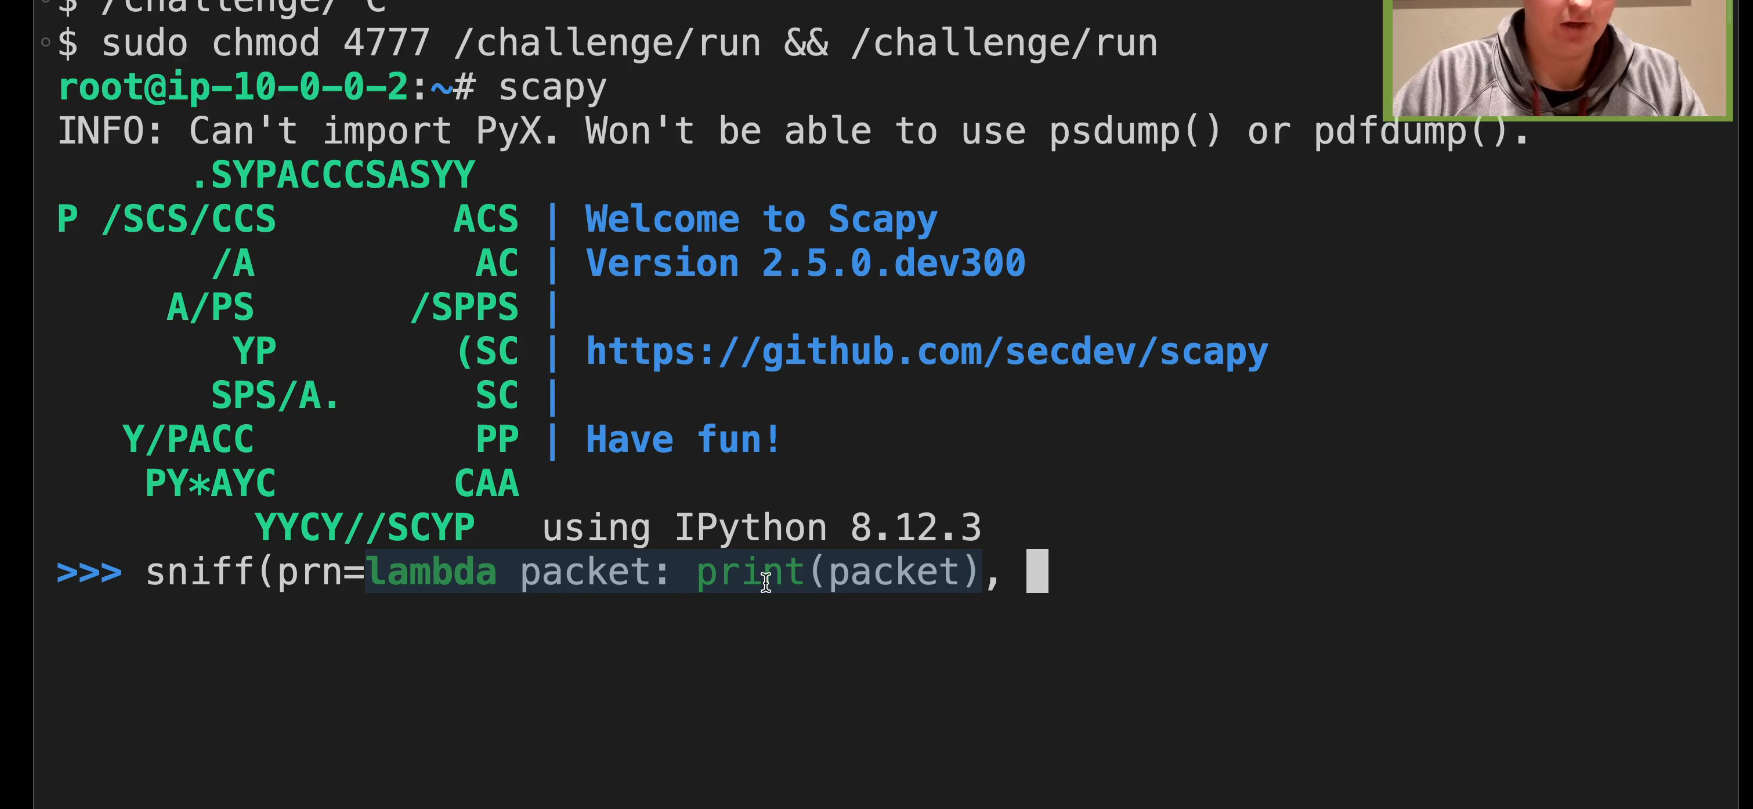 $ /challenge/^C
$ sudo chmod 4777 /challenge/run && /challenge/run
root@ip-10-0-0-2:~# scapy
INFO: Can't import PyX. Won't be able to use psdump() or pdfdump().
.SYPACCCSASYY
P /SCS/CCS ACS | Welcome to Scapy
/A AC | Version 2.5.0.dev300
A/PS /SPPS |
YP (SC | https://github.com/secdev/scapy
SPS/A. SC |
Y/PACC PP | Have fun!
PY*AYC CAA
YYCY//SCYP using IPython 8.12.3
>>> sniff(prn=lambda packet: print(packet),